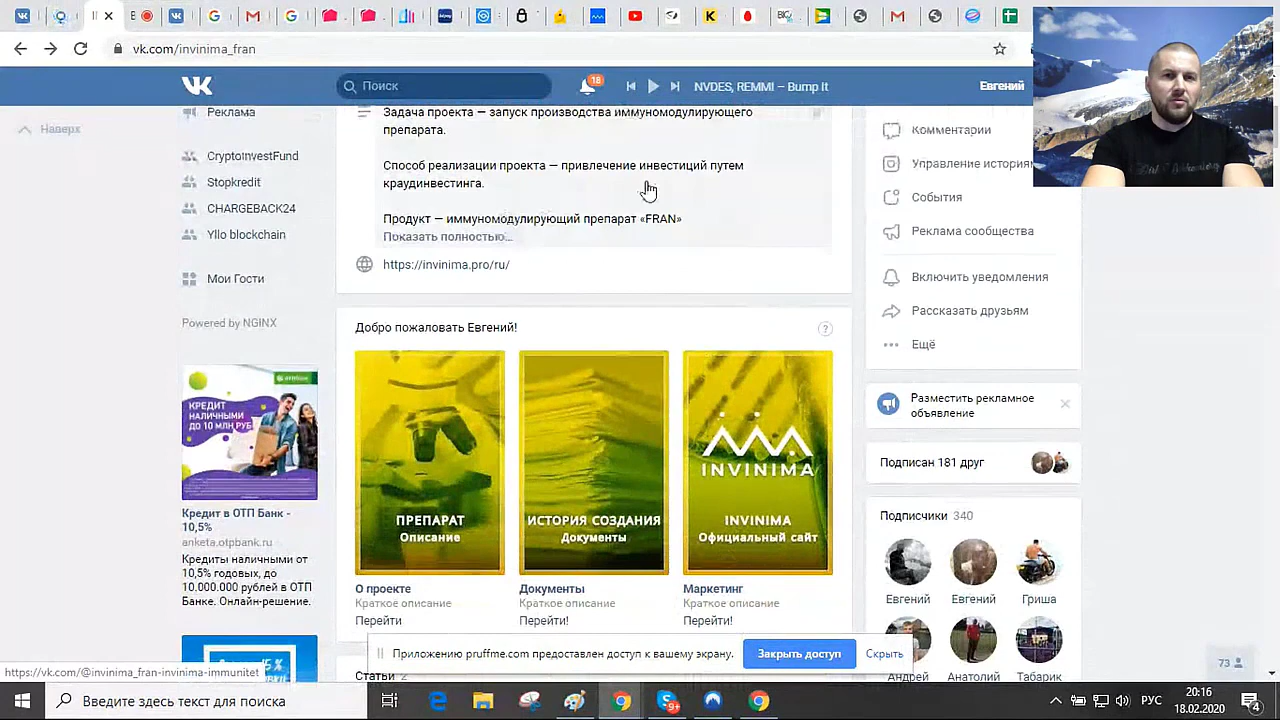 vk.com/invinima_fran
Поиск
18
NVDES, REMMI – Bump It
Евгений
Наверх
Реклама
CryptoInvestFund
Stopkredit
CHARGEBACK24
Yllo blockchain
Мои Гости
Powered by NGINX
КРЕДИТ
НАЛИЧНЫМИ
ДО 10 МЛН РУБ
Кредит в ОТП Банк -
10,5%
anketa.otpbank.ru
Кредиты наличными от
10,5% годовых, до
10.000.000 рублей в ОТП
Банке. Онлайн-решение.
Задача проекта — запуск производства иммуномодулирующего
препарата.
Способ реализации проекта — привлечение инвестиций путем
краудинвестинга.
Продукт — иммуномодулирующий препарат «FRAN»
Показать полностью...
https://invinima.pro/ru/
Добро пожаловать Евгений!
?
ПРЕПАРАТ
Описание
ИСТОРИЯ СОЗДАНИЯ
Документы
INVINIMA
INVINIMA
Официальный сайт
О проекте
Краткое описание
Перейти
Документы
Краткое описание
Перейти!
Маркетинг
Краткое описание
Перейти!
Статьи 2
Комментарии
Управление историям
События
Реклама сообщества
Включить уведомления
Рассказать друзьям
Ещё
Разместить рекламное
объявление
Подписан 181 друг
Подписчики 340
Евгений
Евгений
Гриша
Андрей
Анатолий
Табарик
73
Приложению pruffme.com предоставлен доступ к вашему экрану.
Закрыть доступ
Скрыть
https://vk.com/@invinima_fran-invinima-immunitet
Введите здесь текст для поиска
РУС
20:16
18.02.2020
4